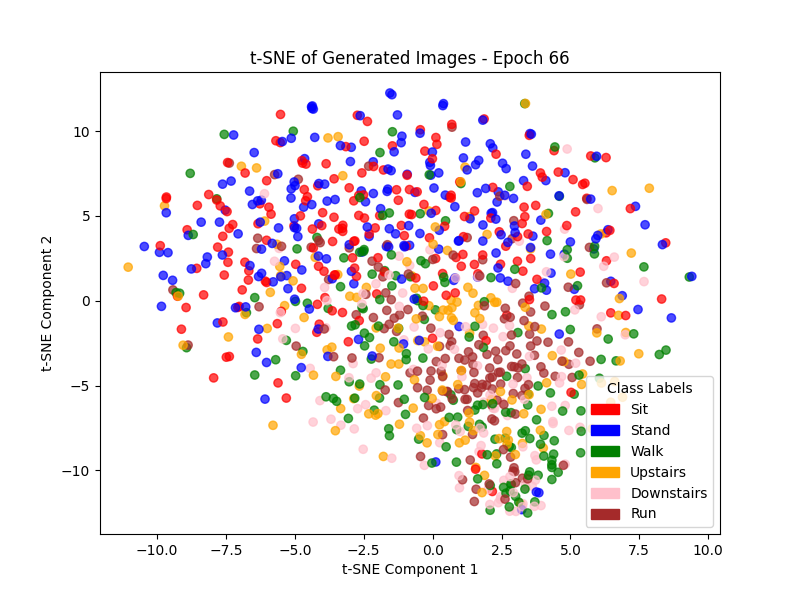 t-SNE of Generated Images - Epoch 66
t-SNE Component 2
10
5
0
−5
−10
−10.0 −7.5 −5.0 −2.5 0.0 2.5 5.0 7.5 10.0
t-SNE Component 1
Class Labels
Sit
Stand
Walk
Upstairs
Downstairs
Run